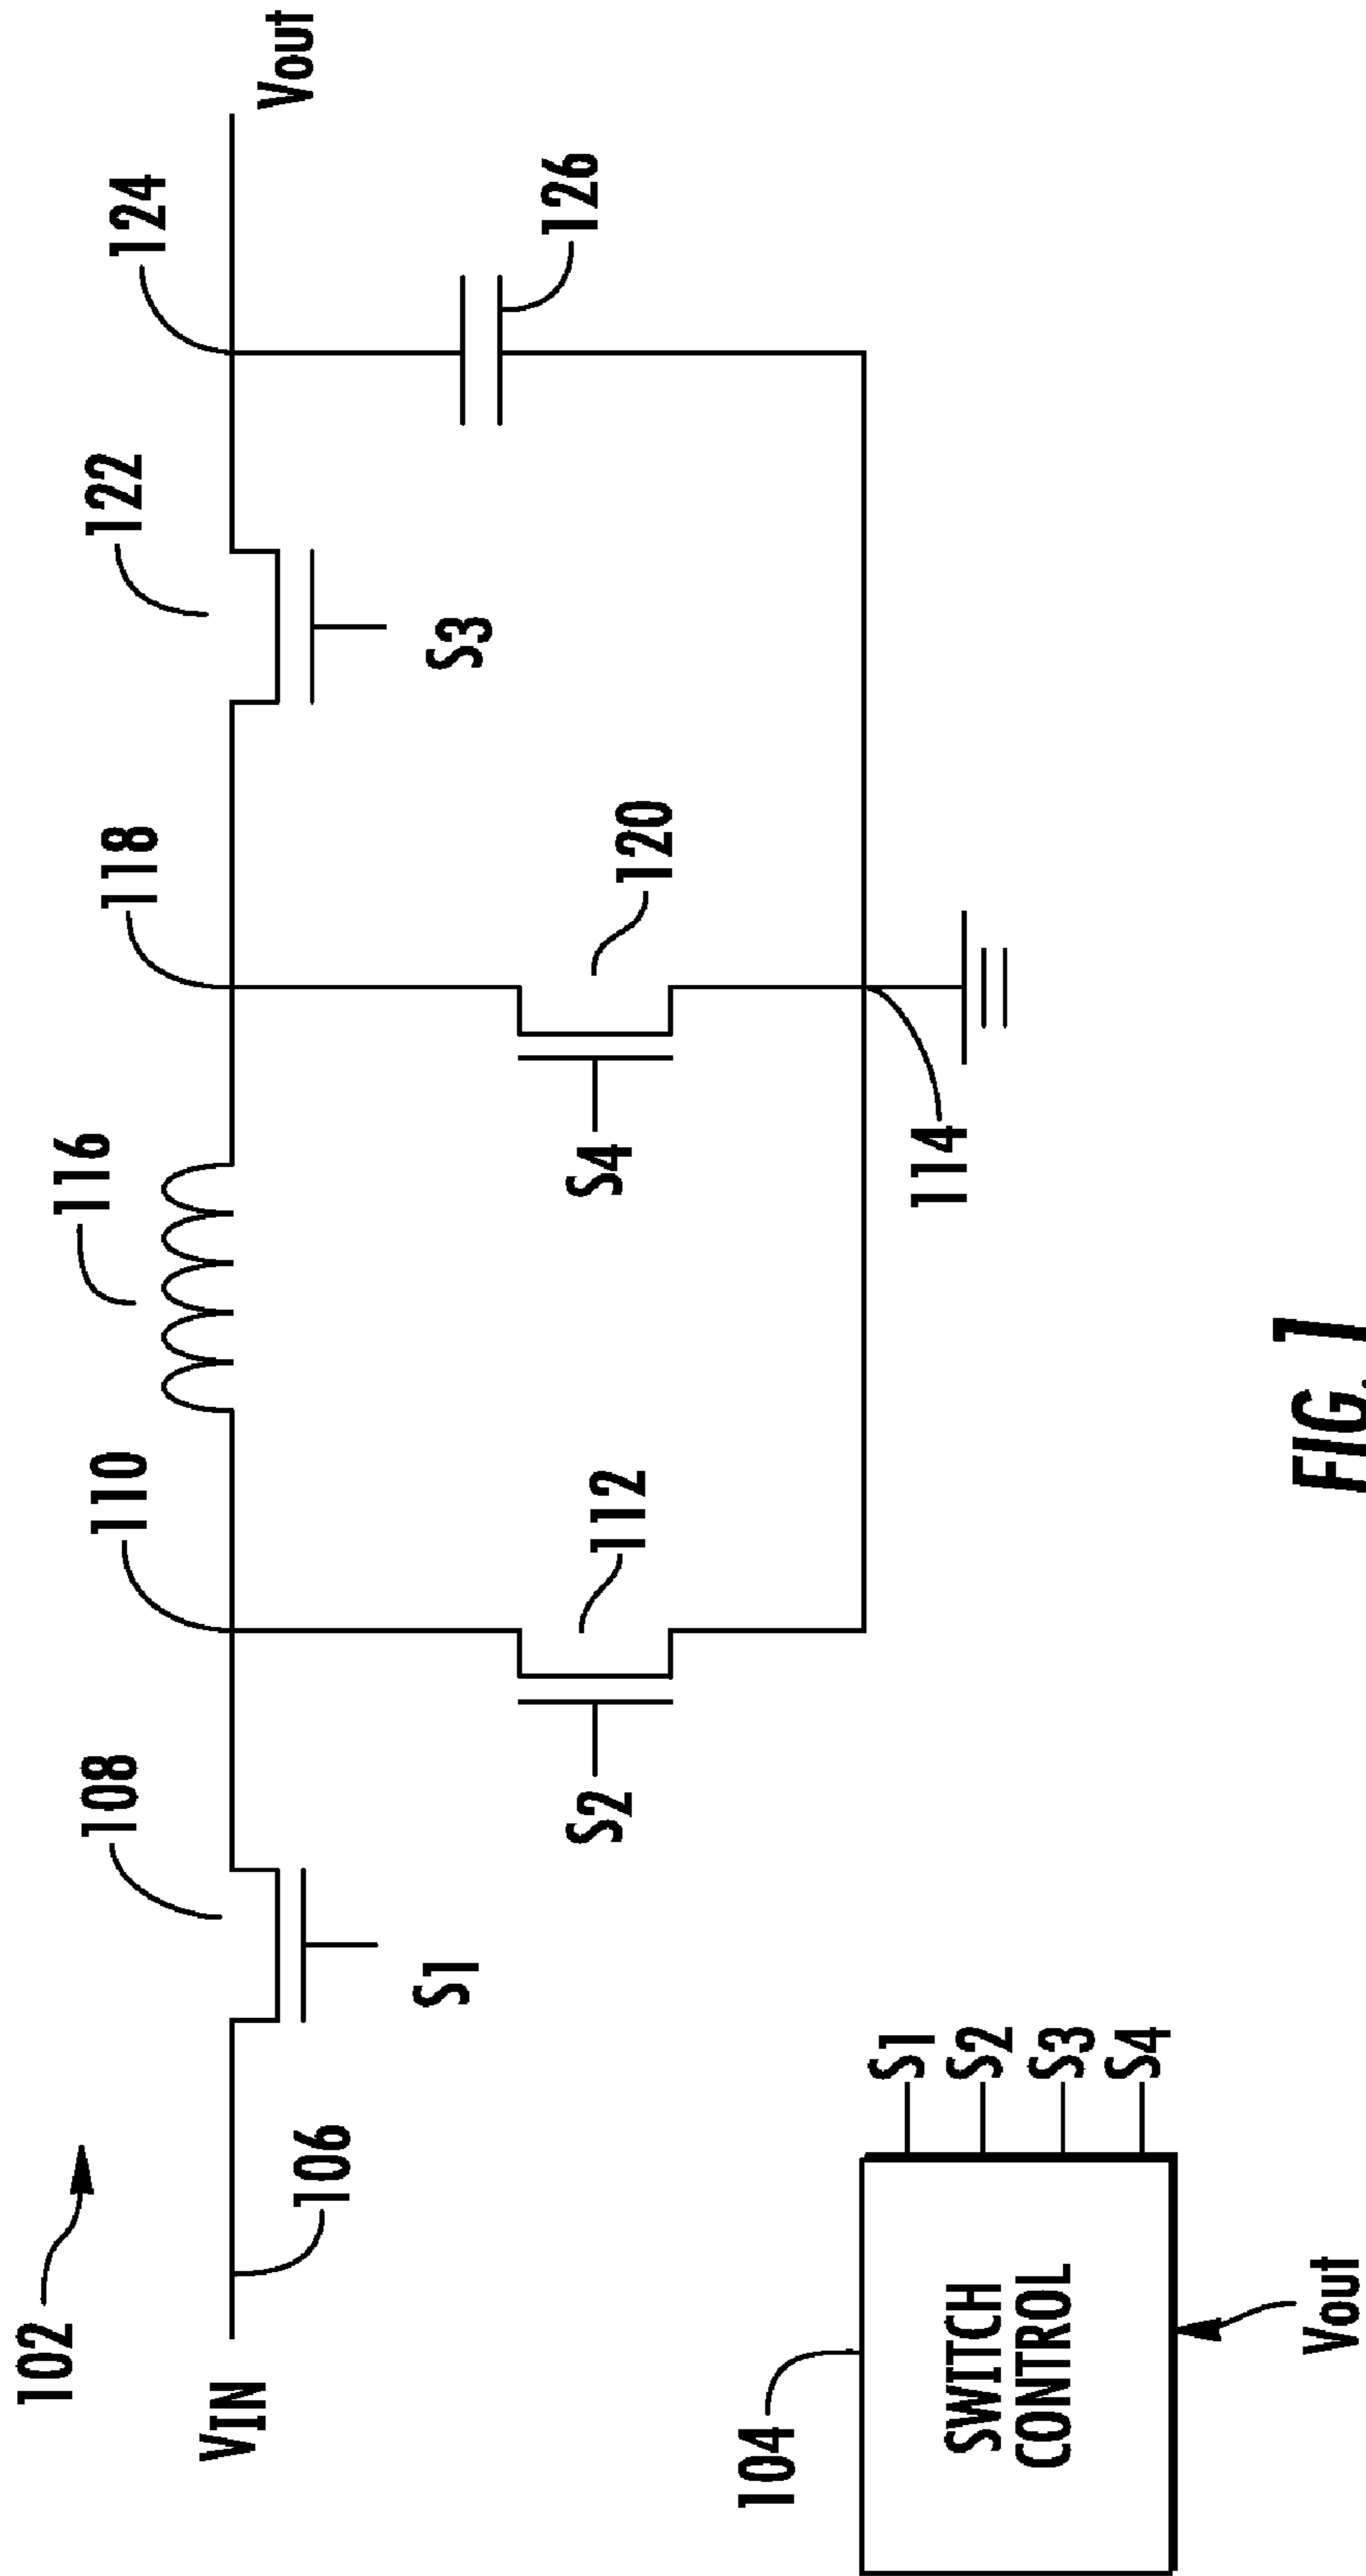 102
VIN
106
108
S1
110
S2
112
116
118
S4
120
114
122
S3
124
126
Vout
104
SWITCH
CONTROL
S1
S2
S3
S4
Vout
FIG. 1